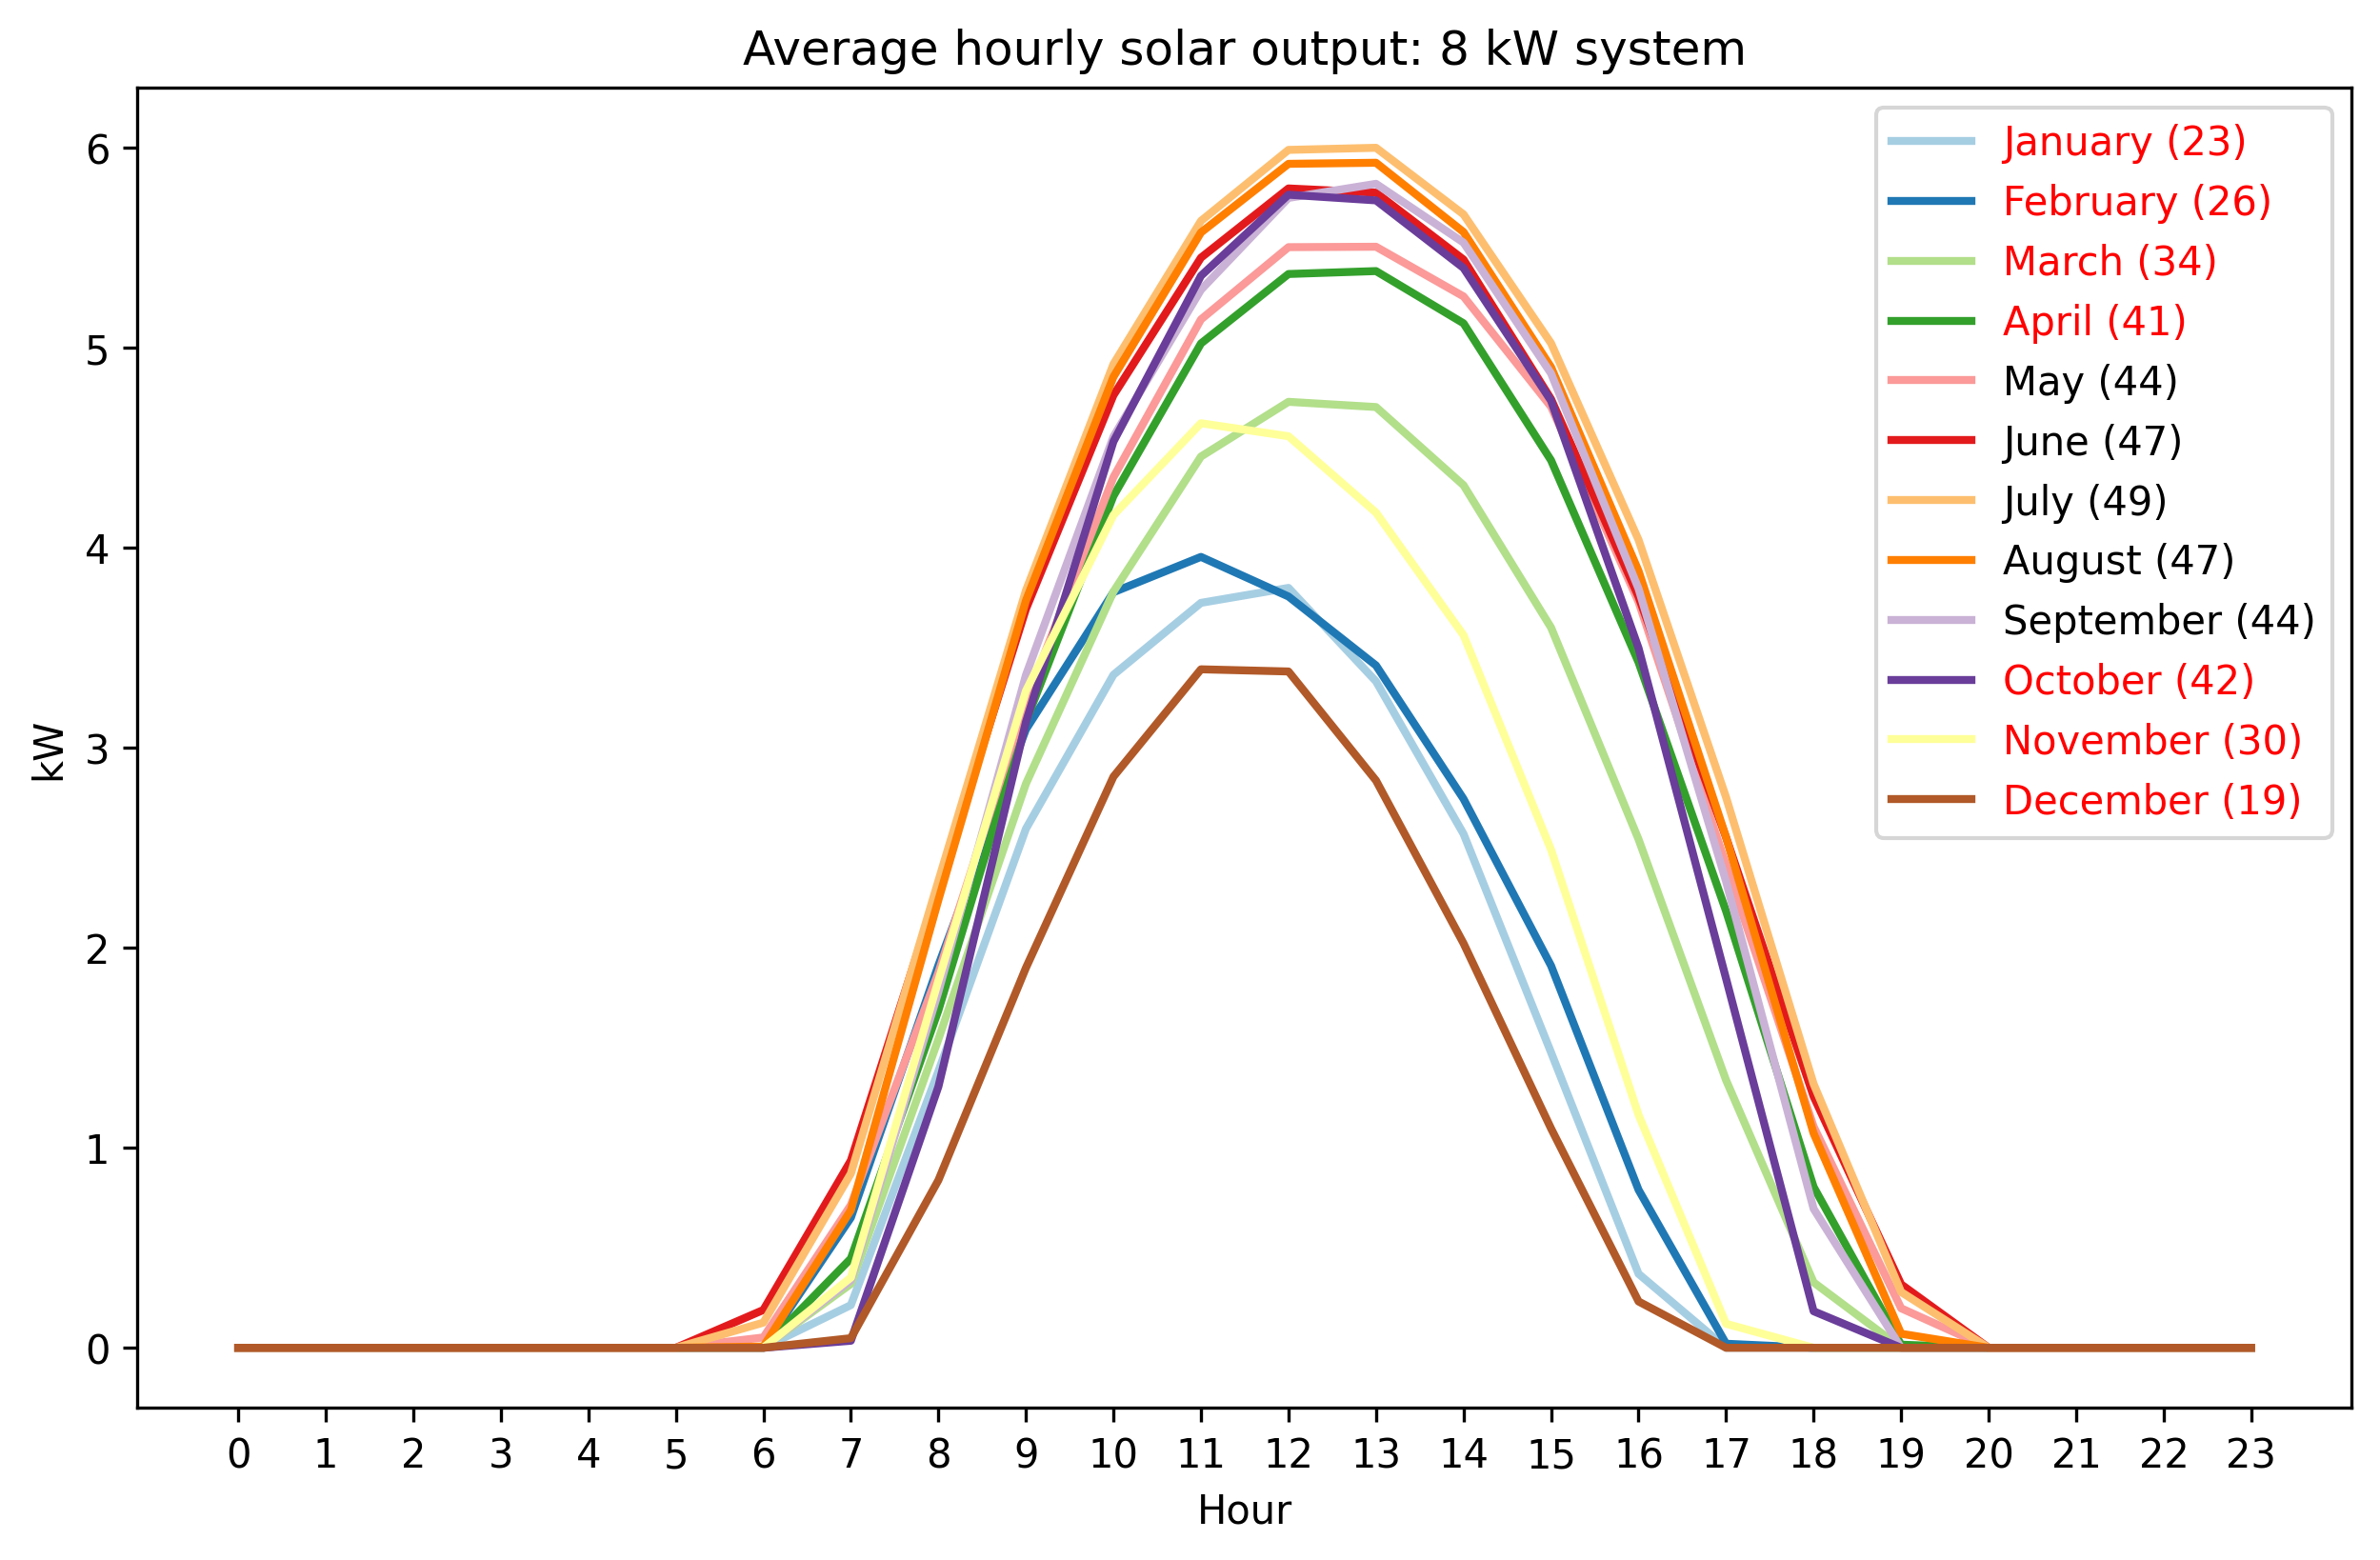 Average hourly solar output: 8 kW system
6
5
4
3
2
1
0
kW
January (23)
February (26)
March (34)
April (41)
May (44)
June (47)
July (49)
August (47)
September (44)
October (42)
November (30)
December (19)
0 1 2 3 4 5 6 7 8 9 10 11 12 13 14 15 16 17 18 19 20 21 22 23
Hour